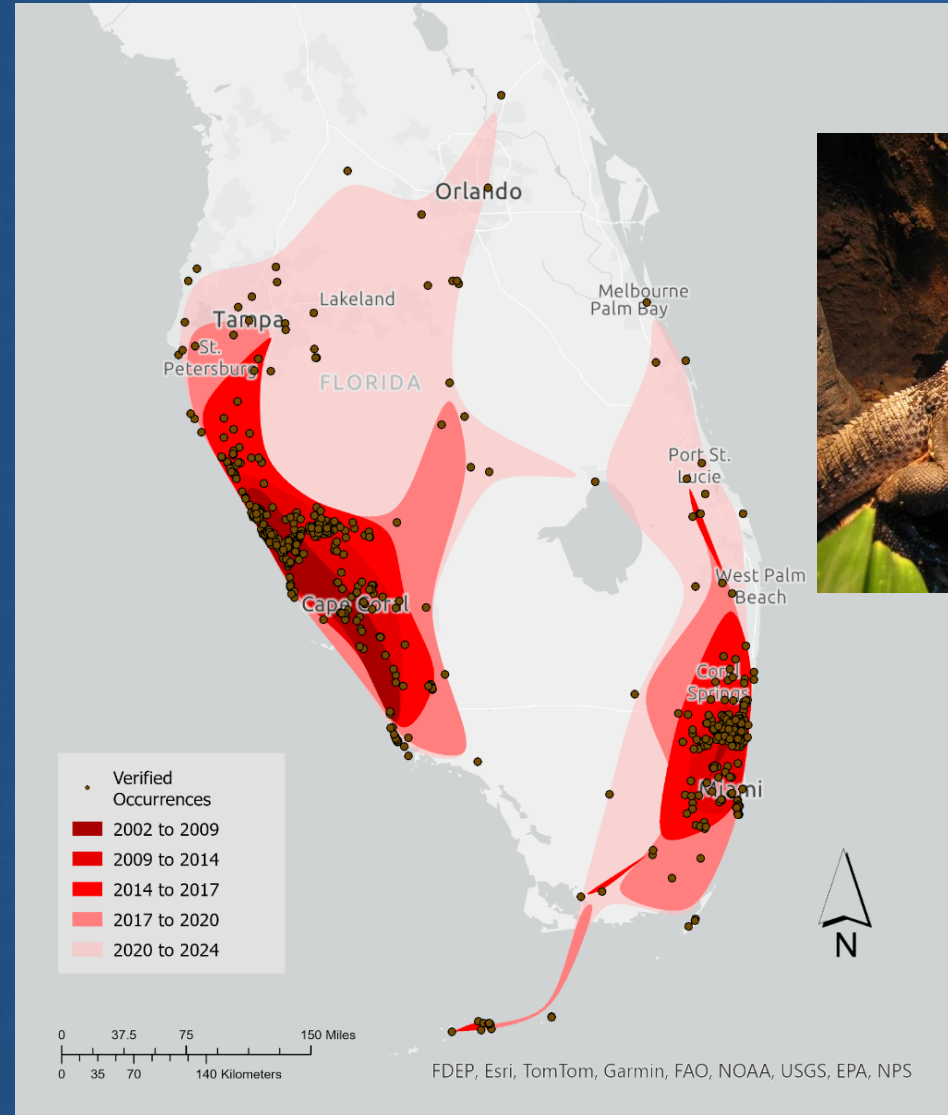 Orlando
Melbourne
Palm Bay
Lakeland
Tampa
St.
Petersburg
FLORIDA
Port St.
Lucie
West Palm
Beach
Cape Coral
Coral
Springs
Miami
Verified
Occurrences
2002 to 2009
2009 to 2014
2014 to 2017
2017 to 2020
2020 to 2024
N
0 37.5 75 150 Miles
0 35 70 140 Kilometers
FDEP, Esri, TomTom, Garmin, FAO, NOAA, USGS, EPA, NPS